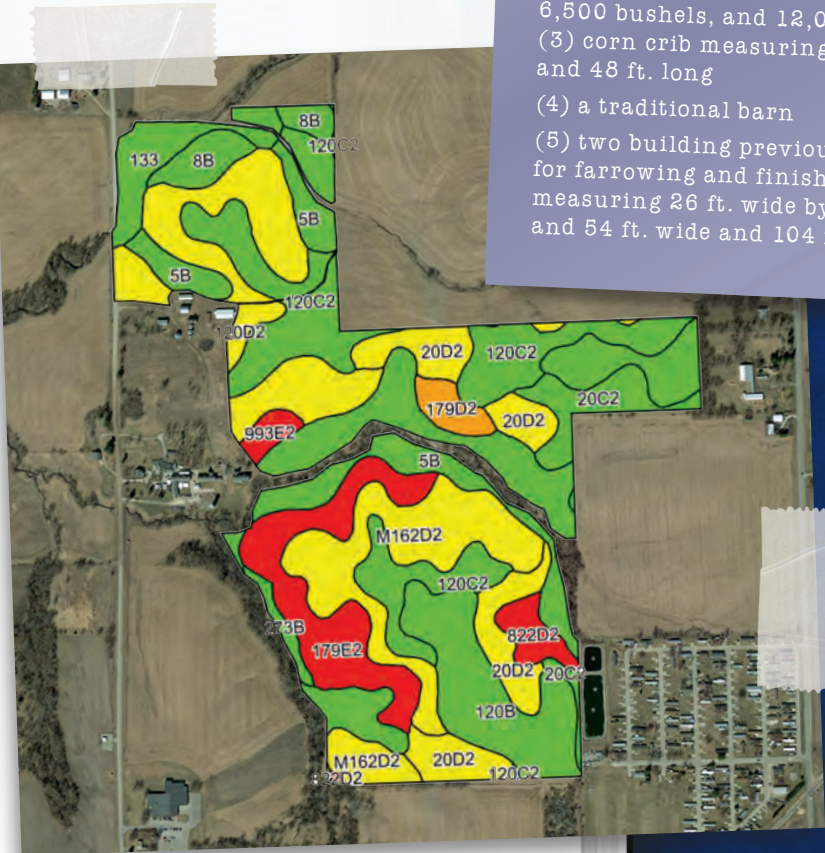 6,500 bushels, and 12,0
(3) corn crib measuring
and 48 ft. long
(4) a traditional barn
(5) two building previou
for farrowing and finish
measuring 26 ft. wide by
and 54 ft. wide and 104
8B
120C2
133
8B
5B
5B
120C2
120D2
20D2
120C2
20C2
179D2
20D2
993E2
5B
M162D2
120C2
273B
822D2
179E2
20D2
20C2
120B
M162D2
20D2
120C2
822D2